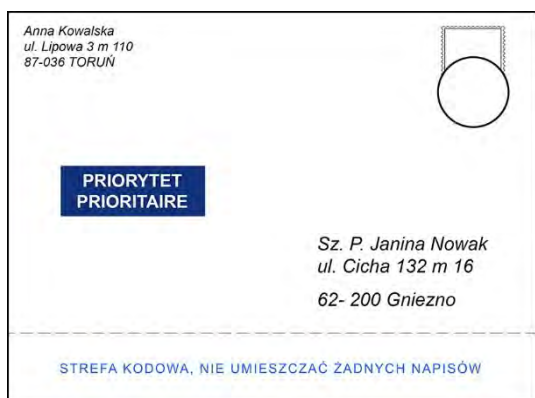 Anna Kowalska
ul. Lipowa 3 m 110
87-036 TORUŃ
PRIORYTET
PRIORITAIRE
Sz. P. Janina Nowak
ul. Cicha 132 m 16
62- 200 Gniezno
STREFA KODOWA, NIE UMIESZCZAĆ ŻADNYCH NAPISÓW